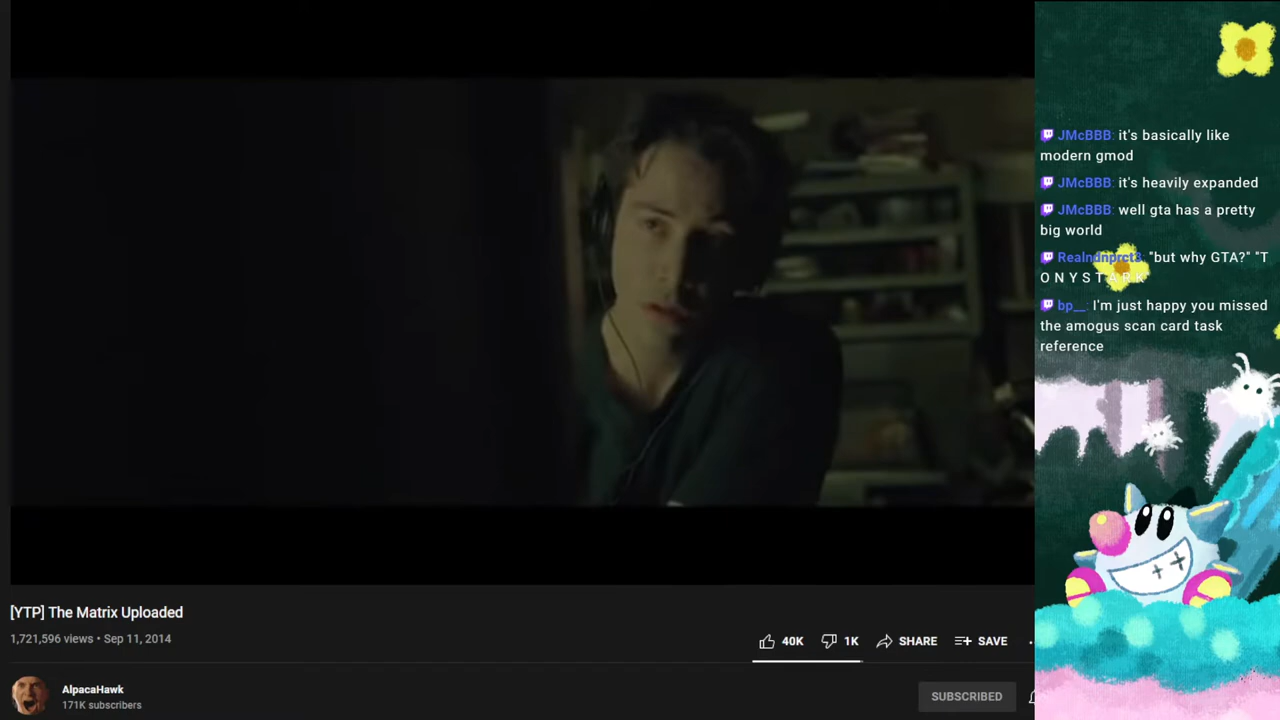 JMcBBB: it's basically like
modern gmod
JMcBBB: it's heavily expanded
JMcBBB: well gta has a pretty
big world
Realndnprct3: "but why GTA?" "T
O N Y S T A R K
bp__: I'm just happy you missed
the amogus scan card task
reference
[YTP] The Matrix Uploaded
1,721,596 views • Sep 11, 2014
40K 1K SHARE SAVE
AlpacaHawk
171K subscribers
SUBSCRIBED